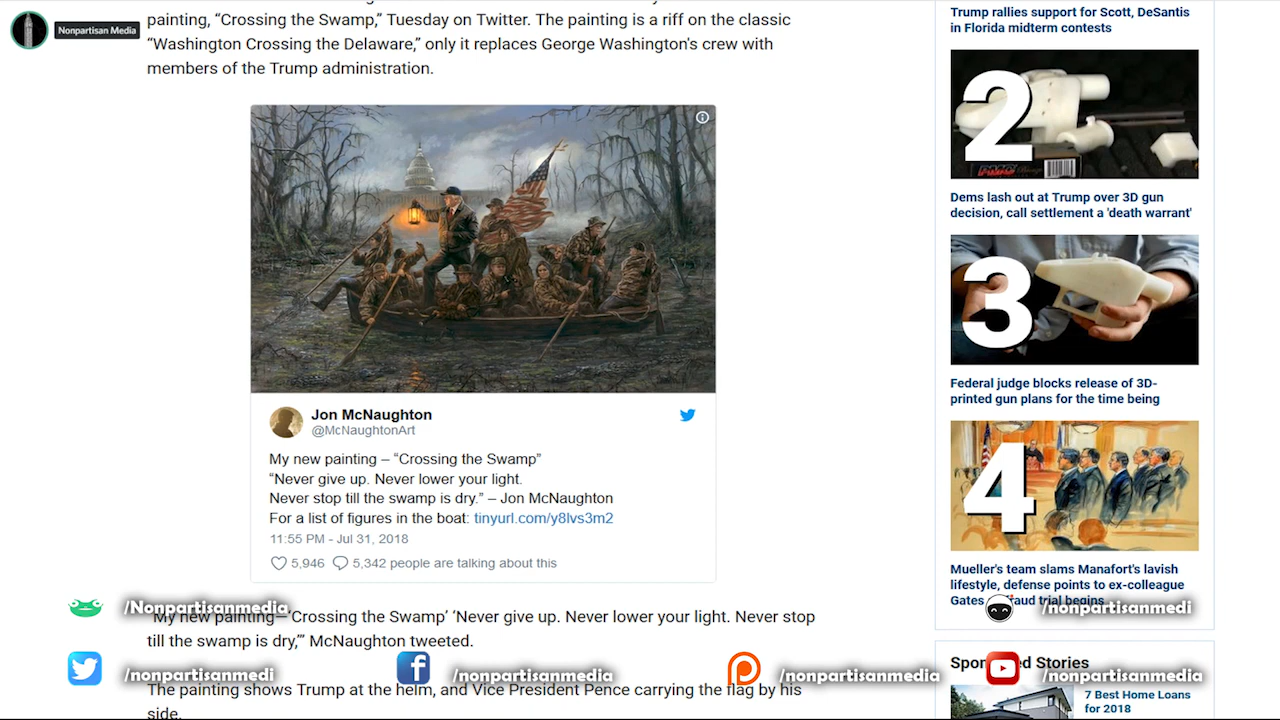 Nonpartisan Media
painting, “Crossing the Swamp,” Tuesday on Twitter. The painting is a riff on the classic
“Washington Crossing the Delaware,” only it replaces George Washington's crew with
members of the Trump administration.
Jon McNaughton
@McNaughtonArt
My new painting – “Crossing the Swamp”
“Never give up. Never lower your light.
Never stop till the swamp is dry.” – Jon McNaughton
For a list of figures in the boat: tinyurl.com/y8lvs3m2
11:55 PM - Jul 31, 2018
5,946 5,342 people are talking about this
“My new painting—‘Crossing the Swamp’ ‘Never give up. Never lower your light. Never stop
till the swamp is dry,’” McNaughton tweeted.
The painting shows Trump at the helm, and Vice President Pence carrying the flag by his
side.
Trump rallies support for Scott, DeSantis
in Florida midterm contests
2
PMC
Dems lash out at Trump over 3D gun
decision, call settlement a 'death warrant'
3
Federal judge blocks release of 3D-
printed gun plans for the time being
4
Mueller's team slams Manafort's lavish
lifestyle, defense points to ex-colleague
Gates fraud trial begins
Stories
7 Best Home Loans
for 2018
/Nonpartisanmedia
/nonpartisanmedi
/nonpartisanmedi
/nonpartisanmedia
/nonpartisanmedia
/nonpartisanmedia